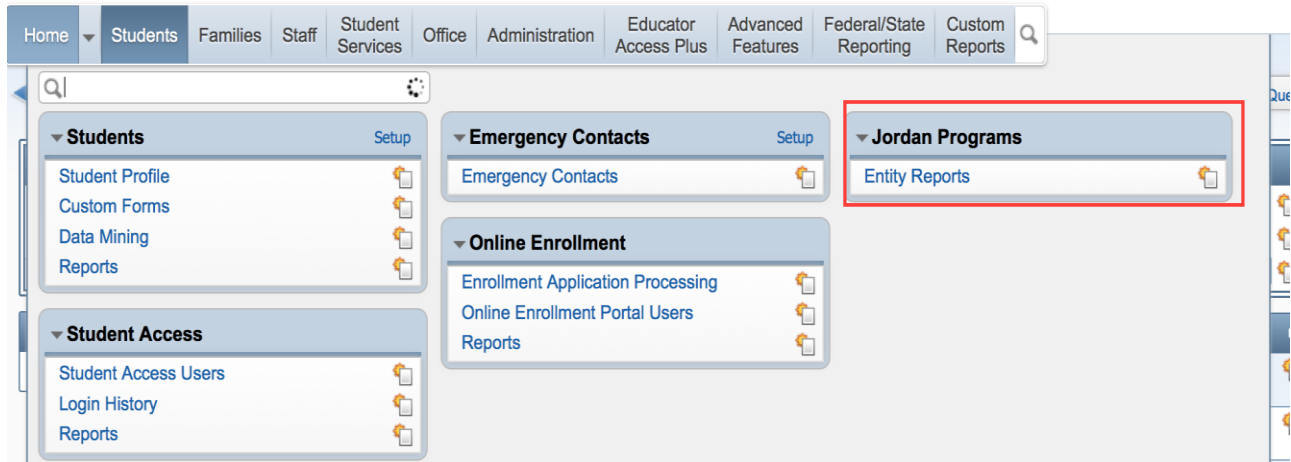 Home
Students
Families
Staff
Student
Services
Office
Administration
Educator
Access Plus
Advanced
Features
Federal/State
Reporting
Custom
Reports
Que
Students
Setup
Student Profile
Custom Forms
Data Mining
Reports
Student Access
Student Access Users
Login History
Reports
Emergency Contacts
Setup
Emergency Contacts
Online Enrollment
Enrollment Application Processing
Online Enrollment Portal Users
Reports
Jordan Programs
Entity Reports